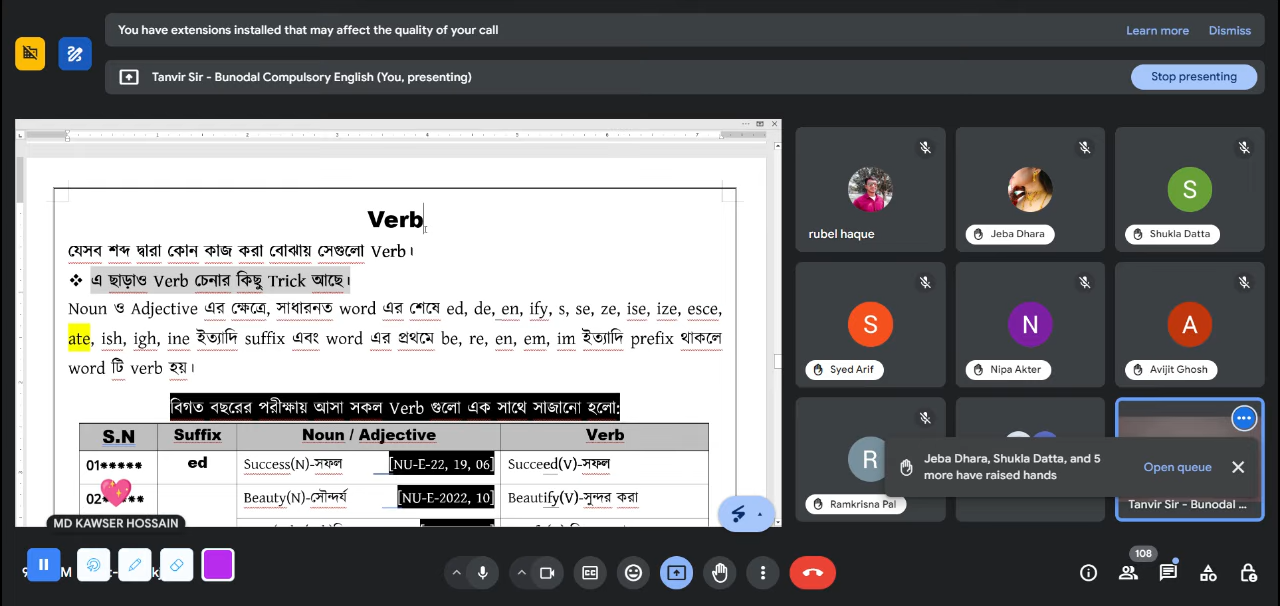 You have extensions installed that may affect the quality of your call
Learn more
Dismiss
Tanvir Sir - Bunodal Compulsory English (You, presenting)
Stop presenting
Verb
যেসব শব্দ দ্বারা কোন কাজ করা বোঝায় সেগুলো Verb।
❖ এ ছাড়াও Verb চেনার কিছু Trick আছে।
Noun ও Adjective এর ক্ষেত্রে, সাধারনত word এর শেষে ed, de, en, ify, s, se, ze, ise, ize, esce,
ate, ish, igh, ine ইত্যাদি suffix এবং word এর প্রথমে be, re, en, em, im ইত্যাদি prefix থাকলে
word টি verb হয়।
বিগত বছরের পরীক্ষায় আসা সকল Verb গুলো এক সাথে সাজানো হলো:
S.N Suffix Noun / Adjective Verb
01***** ed Success(N)-সফল [NU-E-22, 19, 06] Succeed(V)-সফল
02 Beauty(N)-সৌন্দর্য [NU-E-2022, 10] Beautify(V)-সুন্দর করা
MD KAWSER HOSSAIN
rubel haque
Jeba Dhara
S
Shukla Datta
S
Syed Arif
N
Nipa Akter
A
Avijit Ghosh
R
Ramkrisna Pal
Jeba Dhara, Shukla Datta, and 5
more have raised hands
Open queue
Tanvir Sir - Bunodal ...
108